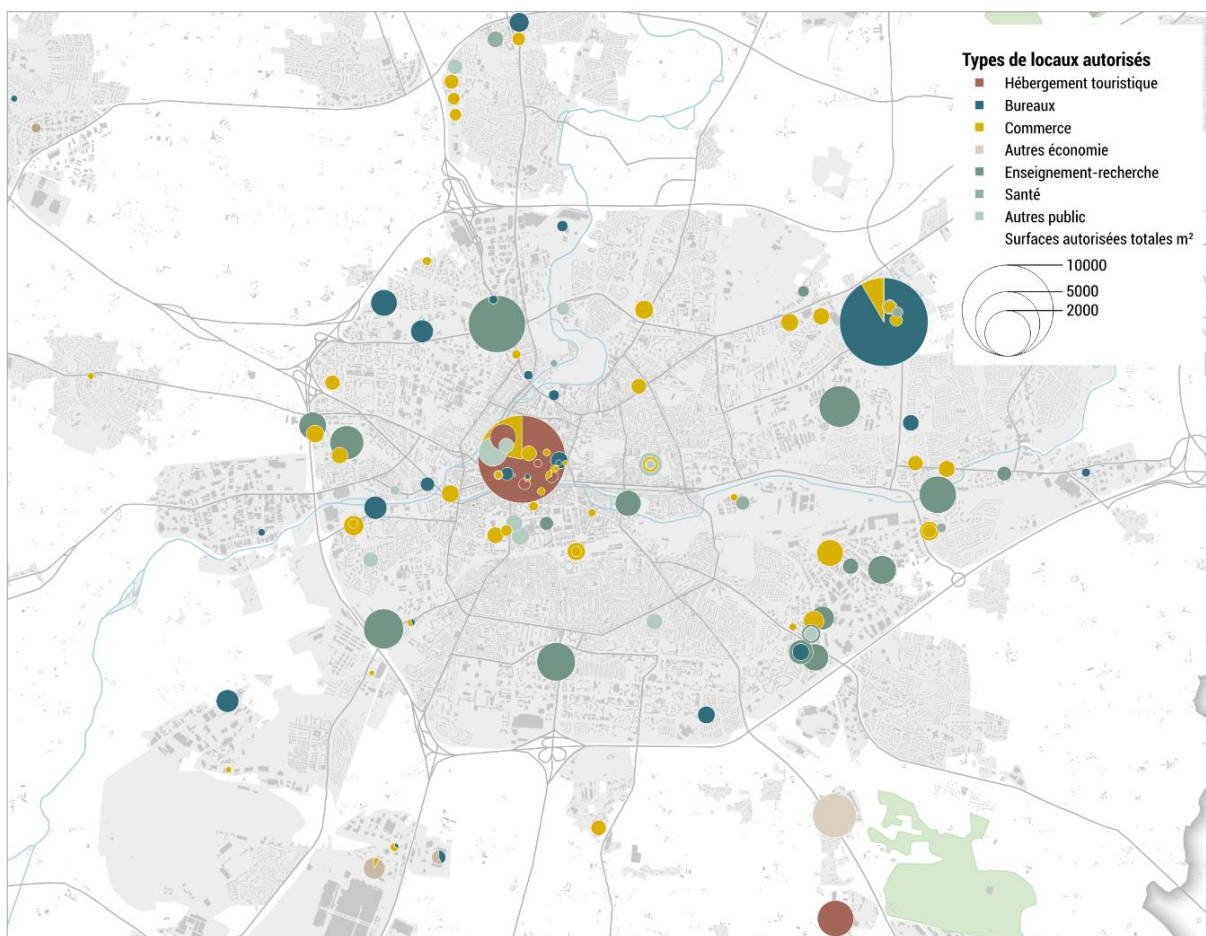 Types de locaux autorisés
Hébergement touristique
Bureaux
Commerce
Autres économie
Enseignement-recherche
Santé
Autres public
Surfaces autorisées totales m²
10000
5000
2000